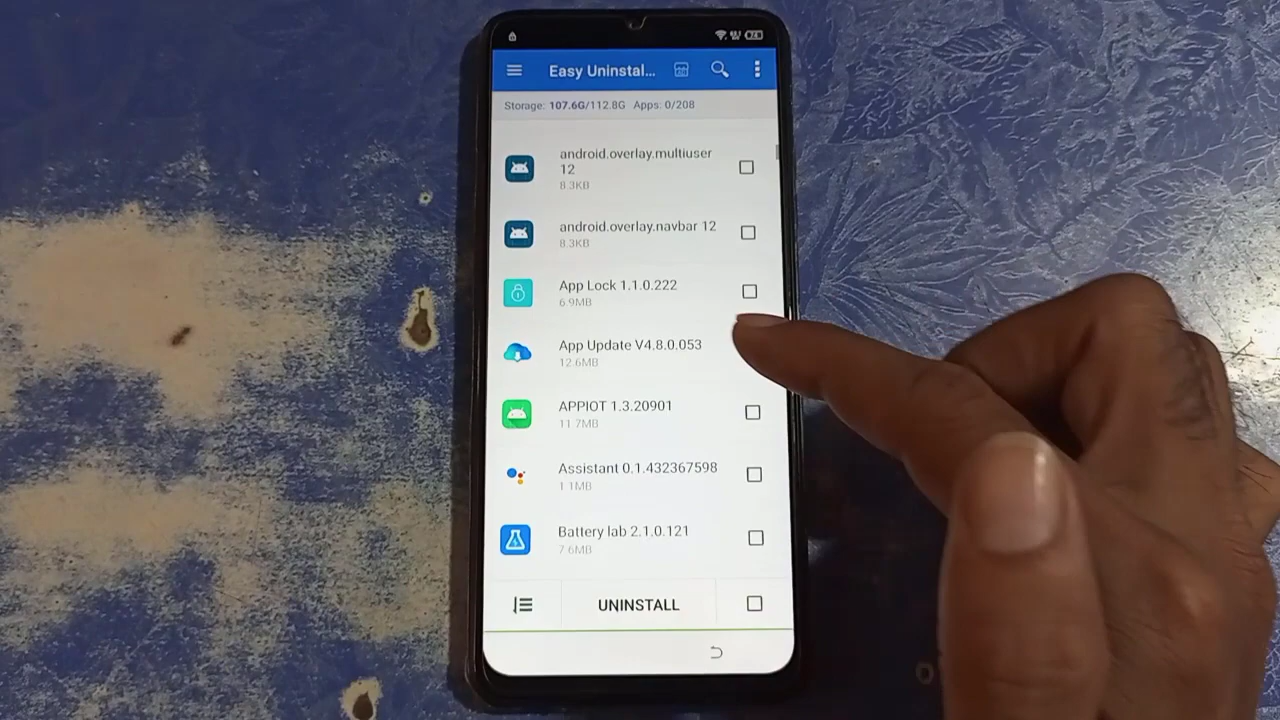 Easy Uninstal...
Storage: 107.6G/112.8G Apps: 0/208
android.overlay.multiuser
12
8.3KB
android.overlay.navbar 12
8.3KB
App Lock 1.1.0.222
6.9MB
App Update V4.8.0.053
12.6MB
APPIOT 1.3.20901
11.7MB
Assistant 0.1.432367598
1.1MB
Battery lab 2.1.0.121
7.6MB
UNINSTALL